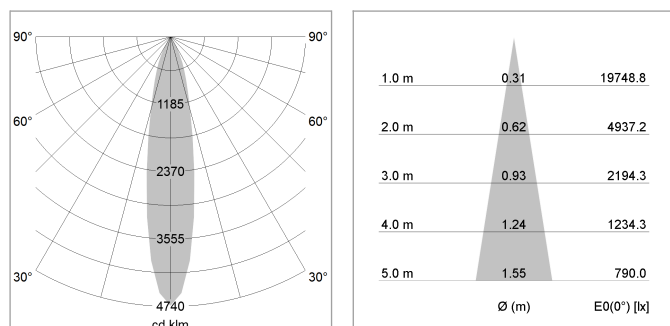 90° 90°
1185
60° 60°
2370
3555
30° 30°
4740
cd klm
1.0 m 0.31 19748.8
2.0 m 0.62 4937.2
3.0 m 0.93 2194.3
4.0 m 1.24 1234.3
5.0 m 1.55 790.0
Ø (m) E0(0°) [lx]